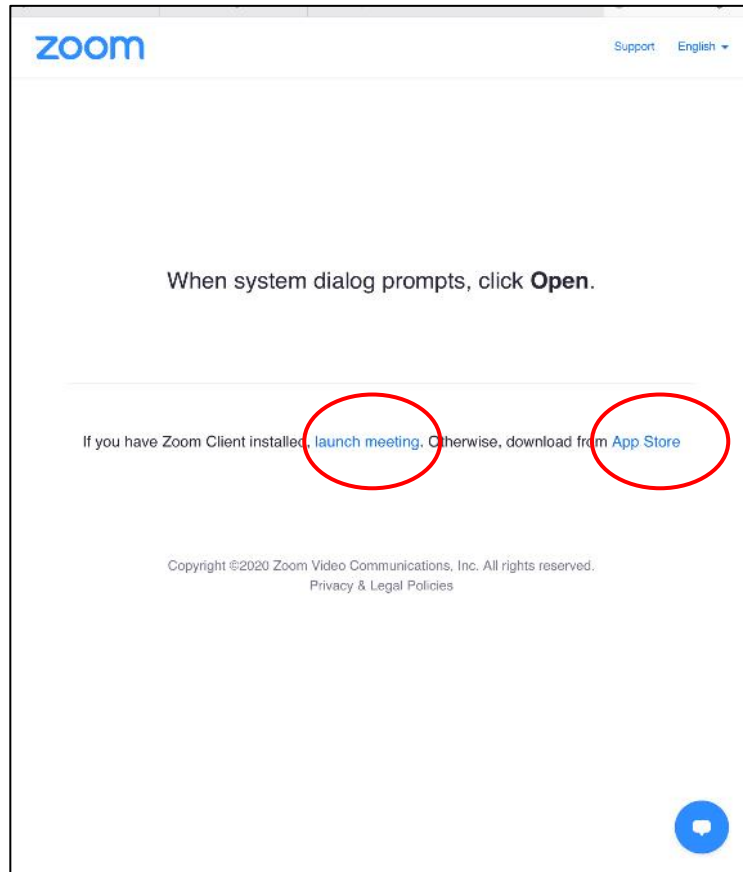 zoom
Support English
When system dialog prompts, click Open.
If you have Zoom Client installed, launch meeting. Otherwise, download from App Store
Copyright ©2020 Zoom Video Communications, Inc. All rights reserved.
Privacy & Legal Policies